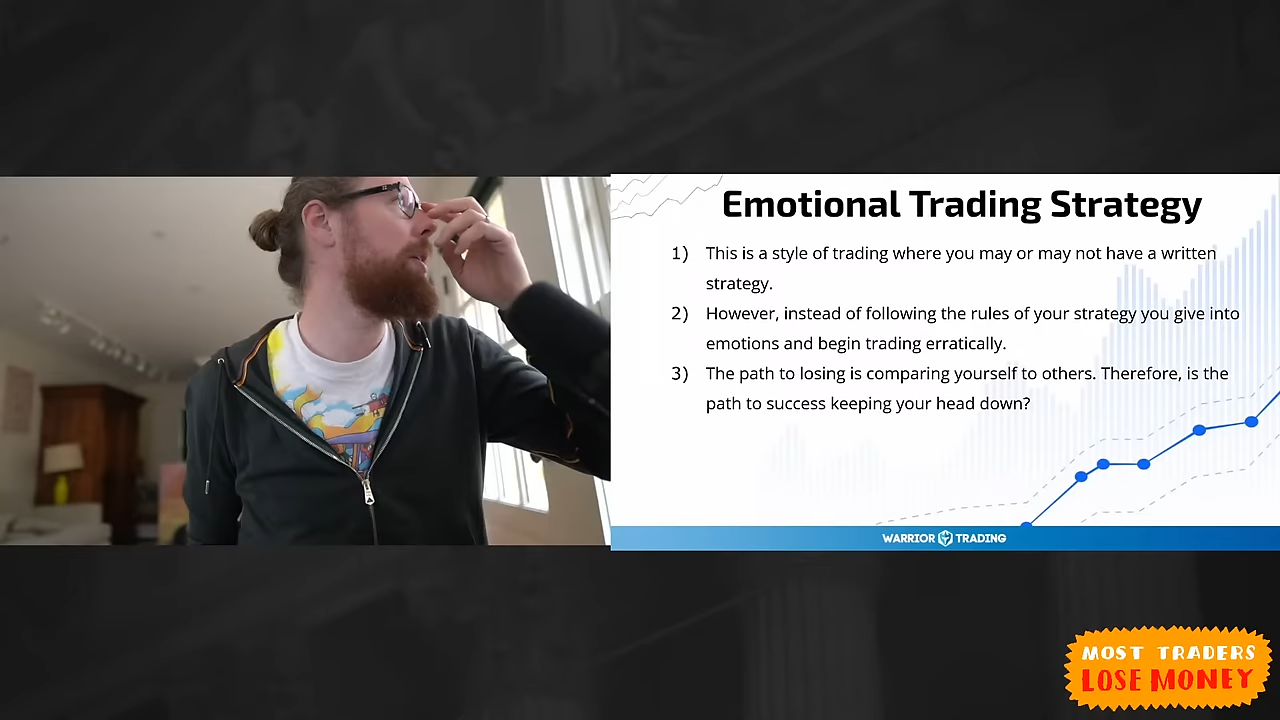 Emotional Trading Strategy
1) This is a style of trading where you may or may not have a written
strategy.
2) However, instead of following the rules of your strategy you give into
emotions and begin trading erratically.
3) The path to losing is comparing yourself to others. Therefore, is the
path to success keeping your head down?
WARRIOR TRADING
MOST TRADERS
LOSE MONEY